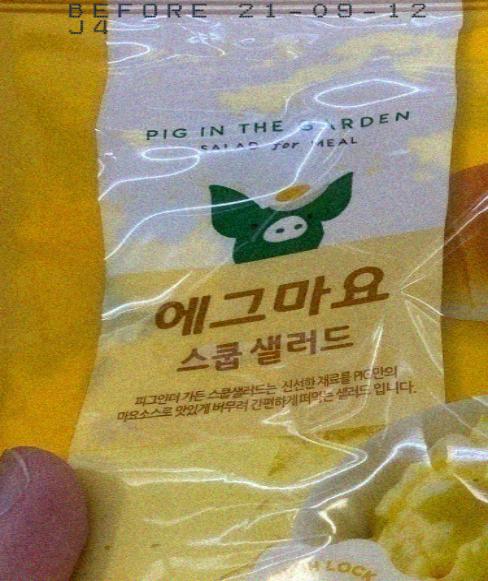 BEFORE 21-09-12
J4
PIG IN THE GARDEN
SALAD for MEAL
에그마요
스쿱 샐러드
피그인더 가든 스쿱샐러드는 신선한 재료를 PIG만의
마요소스로 맛있게 버무려 간편하게 떠먹는 샐러드 입니다.
LOCK